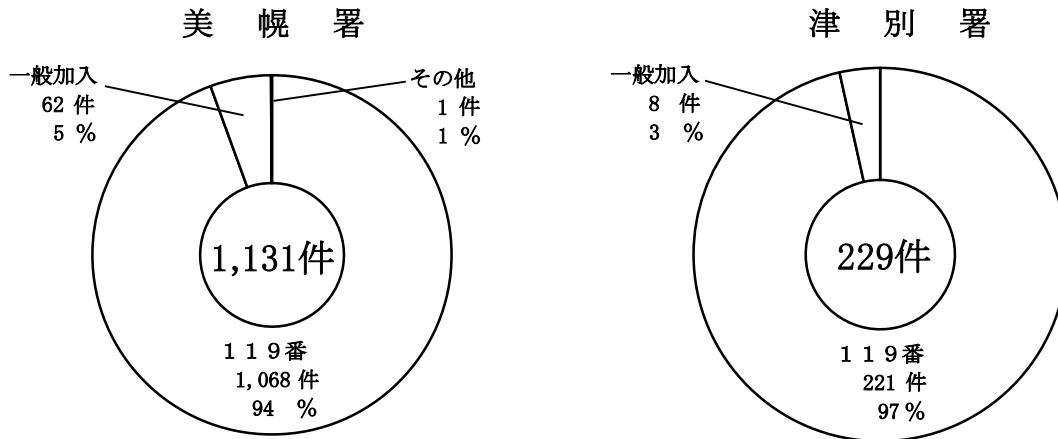 美 幌 署
一般加入
62 件
5 %
その他
1 件
1 %
1,131件
１１９番
1,068 件
94 %
津 別 署
一般加入
8 件
3 %
229件
１１９番
221 件
97 %